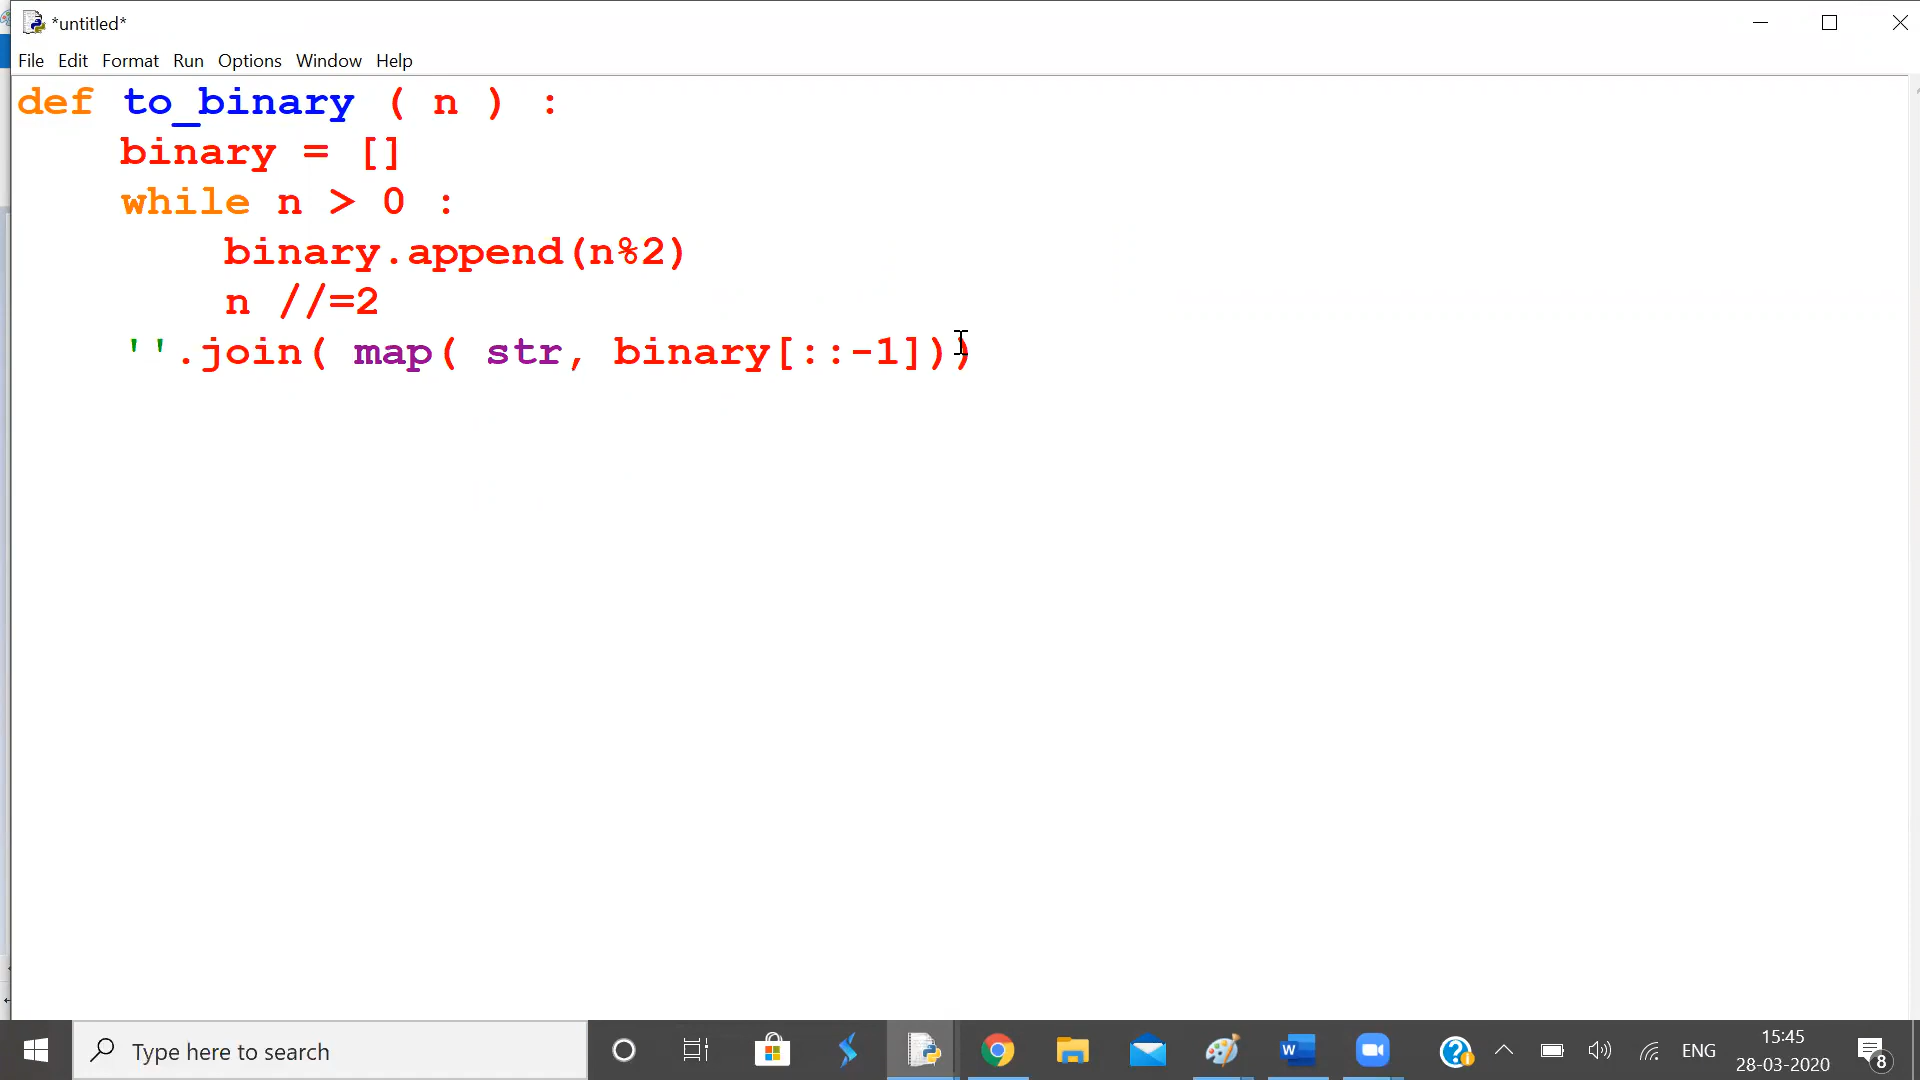 *untitled*
File Edit Format Run Options Window Help
def to_binary ( n ) :
    binary = []
    while n > 0 :
        binary.append(n%2)
        n //=2
    ''.join( map( str, binary[::-1]))
Type here to search
ENG
15:45
28-03-2020
8